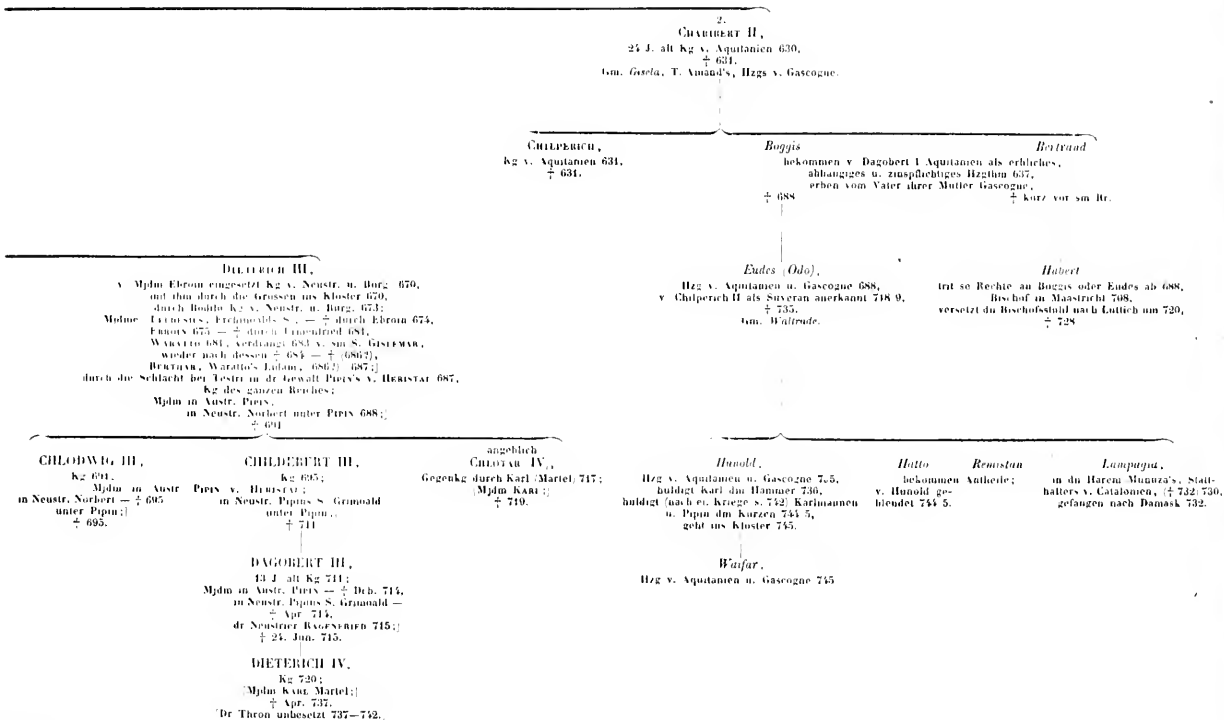 2.
CHARIBERT II,
24 J. alt Kg v. Aquitanien 630,
† 631.
Gm. Gisela, T. Amand's, Hzgs v. Gascogne.
CHILPERICH,
Kg v. Aquitanien 631,
† 631.
Boggis
Bertrand
bekommen v Dagobert I Aquitanien als erbliches,
abhängiges u. zinspflichtiges Hzgthm 637,
erben vom Vater ihrer Mutter Gascogne,
† 688
† kurz vor sm Br.
DIETERICH III,
v Mjdm Ebroin eingesetzt Kg v. Neustr. u. Burg 670,
mit ihm durch die Grossen ins Kloster 670,
durch Bodilo Kg v. Neustr. u. Burg. 673;
Mjdme LEUDESIUS, Erchinoalds S., — † durch Ebroin 674,
EBROIN 675 — † durch Ermenfried 681,
WARATTO 681, verdrängt 683 v. sm S. GISLEMAR,
wieder nach dessen † 684 — † (686?),
BERTHAR, Waratto's Eidam, (686?) 687;]
durch die Schlacht bei Testri in dr Gewalt PIPIN'S v. HERISTAL 687,
Kg des ganzen Reiches;
Mjdm in Austr. PIPIN,
in Neustr. Norbert unter PIPIN 688;]
† 691
Eudes (Odo),
Hzg v. Aquitanien u. Gascogne 688,
v Chilperich II als Suverän anerkannt 718 9,
† 735.
Gm. Waltrude.
Hubert
trit se Rechte an Boggis oder Eudes ab 688,
Bischof in Maastricht 708,
versetzt dn Bischofsstuhl nach Lüttich um 720,
† 728
CHLODWIG III,
Kg 691.
Mjdm in Austr PIPIN v. HERISTAL;
in Neustr. Norbert — † 695
unter Pipin;]
† 695.
CHILDEBERT III,
Kg 695;
in Neustr. Pipins S. Grimoald
unter Pipin,]
† 711
angeblich
CHLOTAR IV,
Gegenkg durch Karl (Martel) 717;
[Mjdm KARL;]
† 719.
Hunold,
Hzg v. Aquitanien u. Gascogne 735,
huldigt Karl dm Hammer 736,
huldigt (nach ei. Kriege s. 742) Karlmannen
u. Pipin dm Kurzen 744 5,
geht ins Kloster 745.
Hatto
Remistan
bekommen Antheile;
v. Hunold geblendet 744 5.
Lampagia,
in dn Harem Munuza's, Statthalters
v. Catalonien, († 732) 730,
gefangen nach Damask 732.
DAGOBERT III,
13 J. alt Kg 711;
Mjdm in Austr. PIPIN — † Dcb. 714,
in Neustr. Pipins S. Grimoald —
† Apr. 714,
dr Neustrier RAGENFRIED 715;]
† 24. Jun. 715.
Waifar,
Hzg v. Aquitanien u. Gascogne 745
DIETERICH IV.
Kg 720;
[Mjdm KARL Martel;]
† Apr. 737.
Dr Thron unbesetzt 737—742.